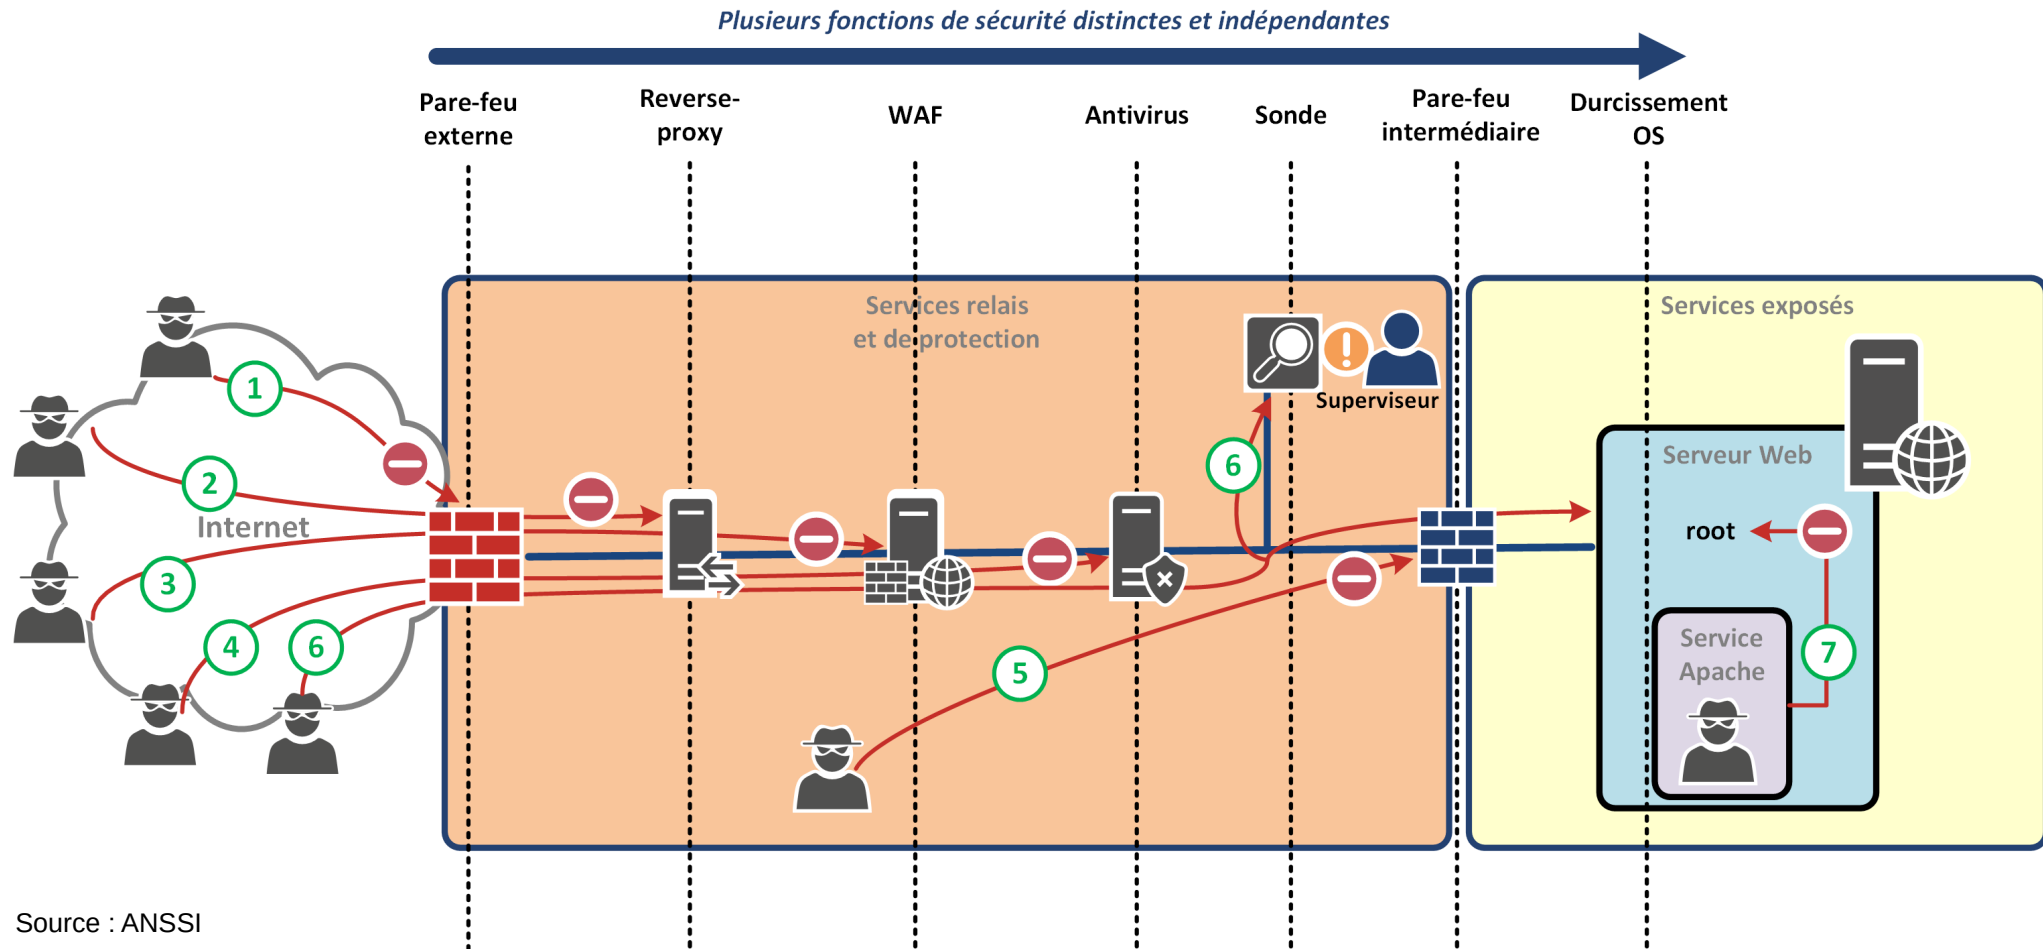 Plusieurs fonctions de sécurité distinctes et indépendantes
Pare-feu
externe
Reverse-
proxy
WAF
Antivirus
Sonde
Pare-feu
intermédiaire
Durcissement
OS
Services relais
et de protection
Services exposés
1
Superviseur
Serveur Web
2
6
Internet
root
3
4
6
5
7
Service
Apache
Source : ANSSI